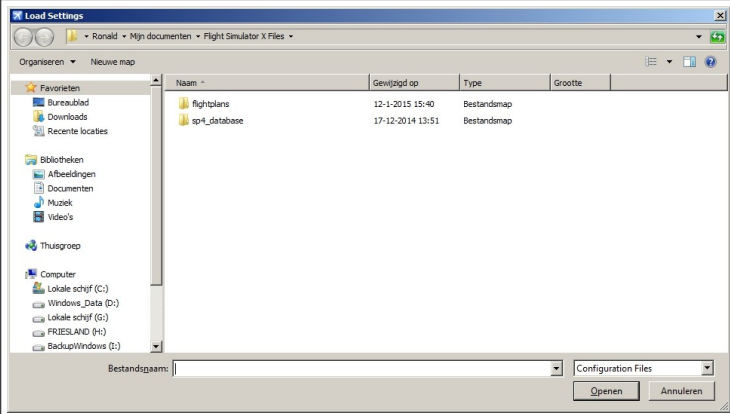 Load Settings
Ronald Mijn documenten Flight Simulator X Files
Organiseren Nieuwe map
Naam Gewijzigd op Type Grootte
flightplans 12-1-2015 15:40 Bestandsmap
sp4_database 17-12-2014 13:51 Bestandsmap
Favorieten
Bureaublad
Downloads
Recente locaties
Bibliotheken
Afbeeldingen
Documenten
Muziek
Video's
Thuisgroep
Computer
Lokale schijf (C:)
Windows_Data (D:)
Lokale schijf (G:)
FRIESLAND (H:)
BackupWindows (I:)
Bestandsnaam:
Configuration Files
Openen Annuleren